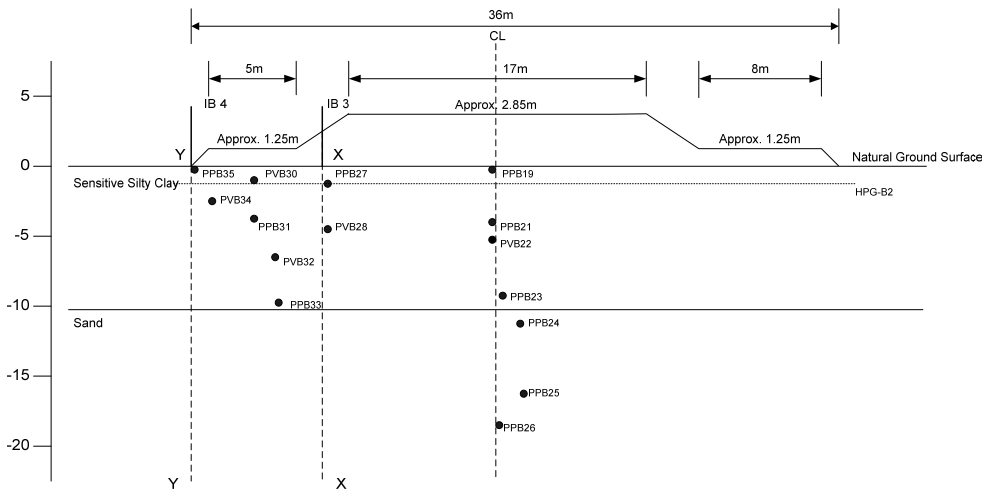 36m
CL
5m
17m
8m
5
IB 4
IB 3
Approx. 2.85m
Approx. 1.25m
Approx. 1.25m
Y
X
Natural Ground Surface
0
PPB35
PVB30
PPB27
PPB19
Sensitive Silty Clay
HPG-B2
PVB34
PPB31
PVB28
PPB21
-5
PVB22
PVB32
PPB23
-10
PPB33
Sand
PPB24
-15
PPB25
PPB26
-20
Y
X